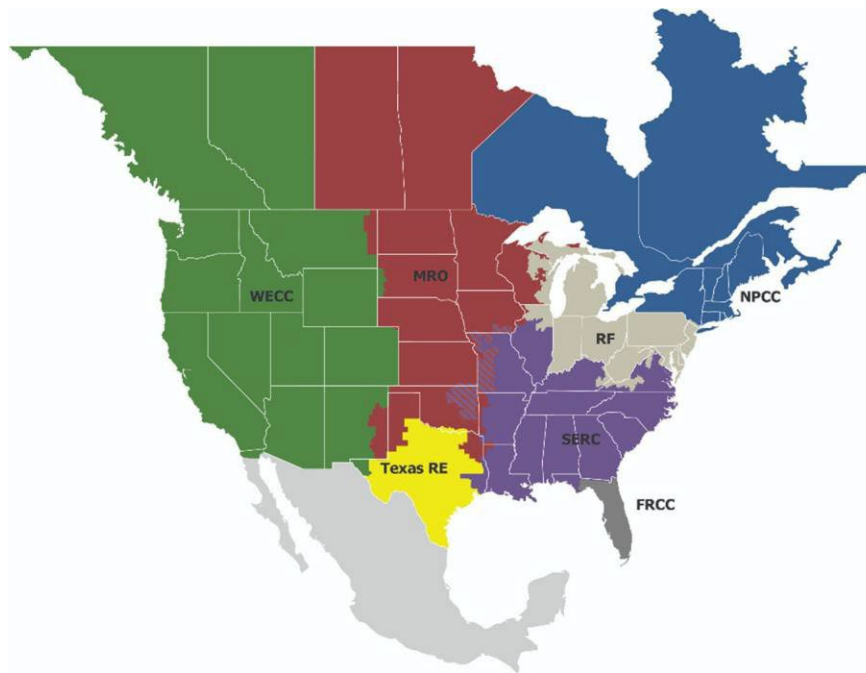 WECC
MRO
NPCC
RF
SERC
Texas RE
FRCC